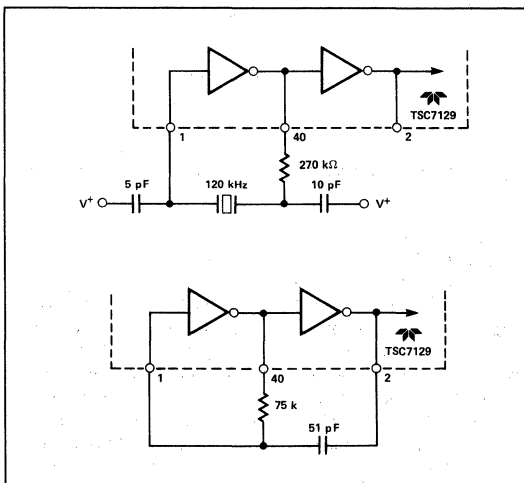 TSC7129
1 40 2
270 kΩ
5 pF 120 kHz 10 pF
V+ V+
TSC7129
1 40 2
75 k
51 pF